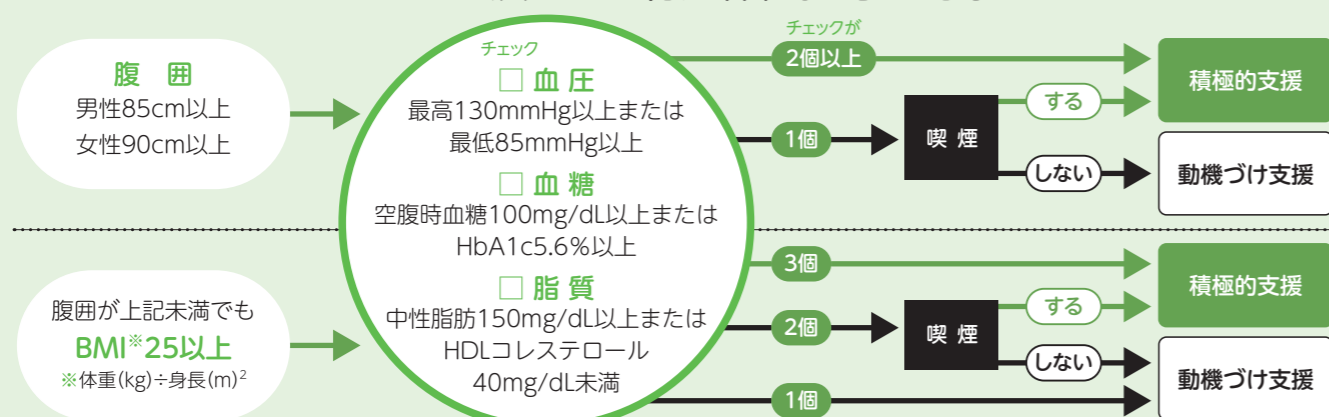 腹 囲
男性85cm以上
女性90cm以上
チェック
□ 血 圧
最高130mmHg以上または
最低85mmHg以上
□ 血 糖
空腹時血糖100mg/dL以上または
HbA1c5.6%以上
□ 脂 質
中性脂肪150mg/dL以上または
HDLコレステロール
40mg/dL未満
チェックが
2個以上
1個
喫 煙
する
しない
積極的支援
動機づけ支援
腹囲が上記未満でも
BMI※25以上
※体重(kg)÷身長(m)²
3個
2個
喫 煙
する
しない
1個
積極的支援
動機づけ支援